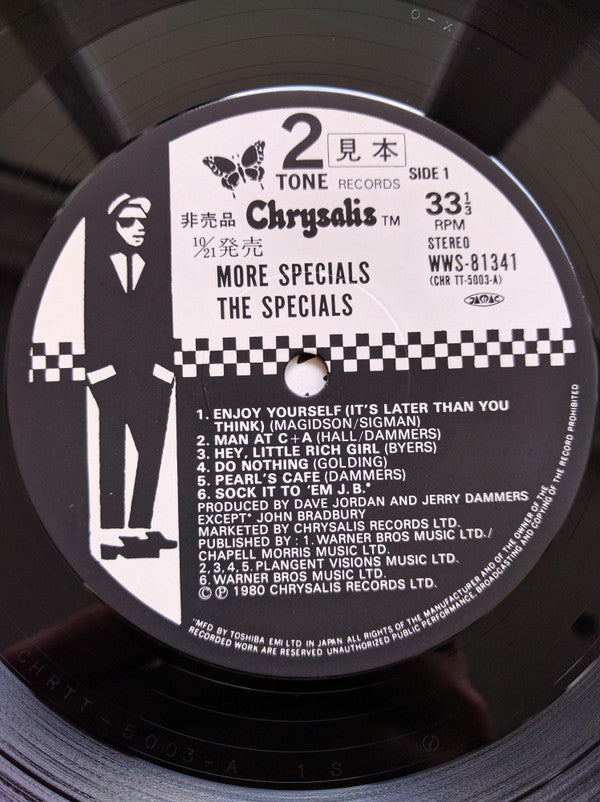 2 見本
TONE RECORDS
SIDE 1
非売品 Chrysalis TM
10/21発売
33 1/3
RPM
STEREO
WWS-81341
(CHR TT-5003-A)
JASRAC
MORE SPECIALS
THE SPECIALS
1. ENJOY YOURSELF (IT'S LATER THAN YOU
THINK) (MAGIDSON/SIGMAN)
2. MAN AT C+A (HALL/DAMMERS)
3. HEY, LITTLE RICH GIRL (BYERS)
4. DO NOTHING (GOLDING)
5. PEARL'S CAFE (DAMMERS)
6. SOCK IT TO 'EM J.B.*
PRODUCED BY DAVE JORDAN AND JERRY DAMMERS
EXCEPT* JOHN BRADBURY
MARKETED BY CHRYSALIS RECORDS LTD.
PUBLISHED BY : 1. WARNER BROS MUSIC LTD./
CHAPELL MORRIS MUSIC LTD.
2, 3, 4, 5. PLANGENT VISIONS MUSIC LTD.
6. WARNER BROS MUSIC LTD.
Ⓒ Ⓟ 1980 CHRYSALIS RECORDS LTD.
"MFD BY TOSHIBA EMI LTD IN JAPAN ALL RIGHTS OF THE MANUFACTURER AND OF THE OWNER OF THE
RECORDED WORK ARE RESERVED UNAUTHORIZED PUBLIC PERFORMANCE, BROADCASTING AND COPYING OF THE RECORD PROHIBITED
CHRTT-5003-A 1S
O-X